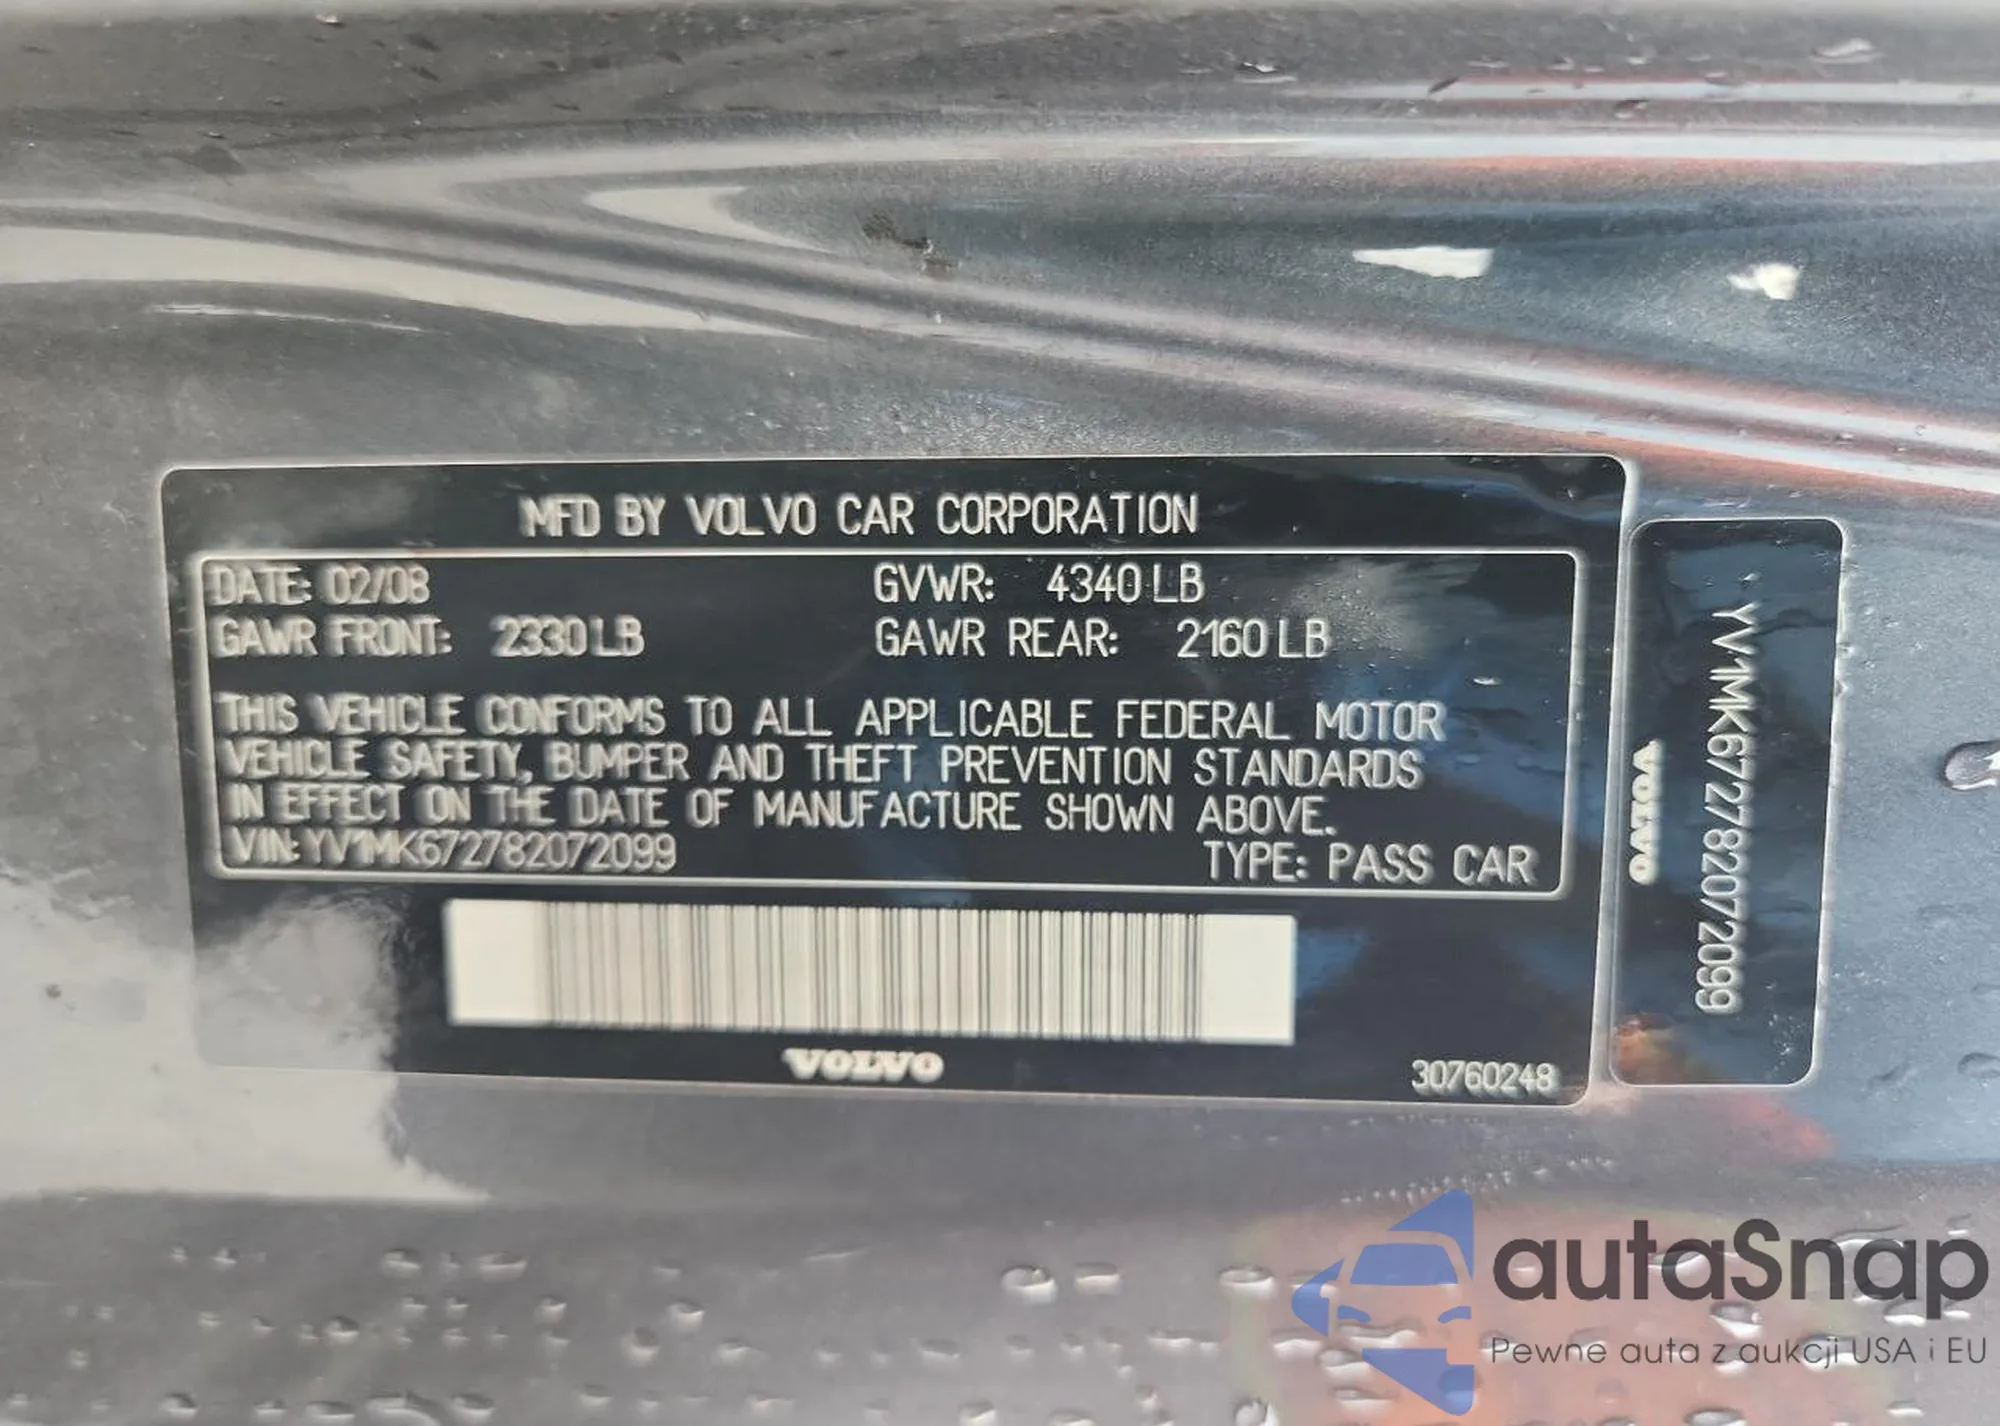 MFD BY VOLVO CAR CORPORATION
DATE: 02/08 GVWR: 4340 LB
GAWR FRONT: 2330 LB GAWR REAR: 2160 LB
THIS VEHICLE CONFORMS TO ALL APPLICABLE FEDERAL MOTOR
VEHICLE SAFETY, BUMPER AND THEFT PREVENTION STANDARDS
IN EFFECT ON THE DATE OF MANUFACTURE SHOWN ABOVE.
VIN: YV1MK672782072099
TYPE: PASS CAR
VOLVO
30760248
YV1MK672782072099
VOLVO
autaSnap
Pewne auta z aukcji USA i EU